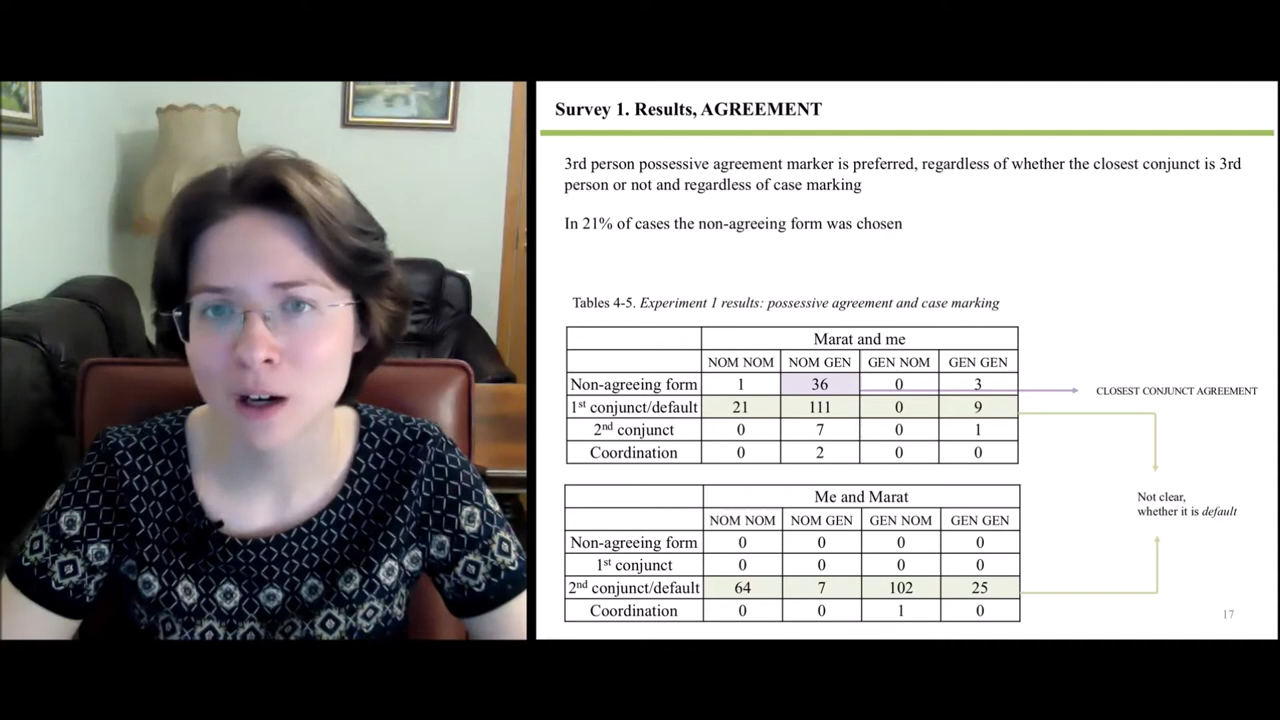 Survey 1. Results, AGREEMENT
3rd person possessive agreement marker is preferred, regardless of whether the closest conjunct is 3rd
person or not and regardless of case marking
In 21% of cases the non-agreeing form was chosen
Tables 4-5. Experiment 1 results: possessive agreement and case marking
Marat and me
NOM NOM NOM GEN GEN NOM GEN GEN
Non-agreeing form 1 36 0 3
1st conjunct/default 21 111 0 9
2nd conjunct 0 7 0 1
Coordination 0 2 0 0
CLOSEST CONJUNCT AGREEMENT
Me and Marat
NOM NOM NOM GEN GEN NOM GEN GEN
Non-agreeing form 0 0 0 0
1st conjunct 0 0 0 0
2nd conjunct/default 64 7 102 25
Coordination 0 0 1 0
Not clear,
whether it is default
17